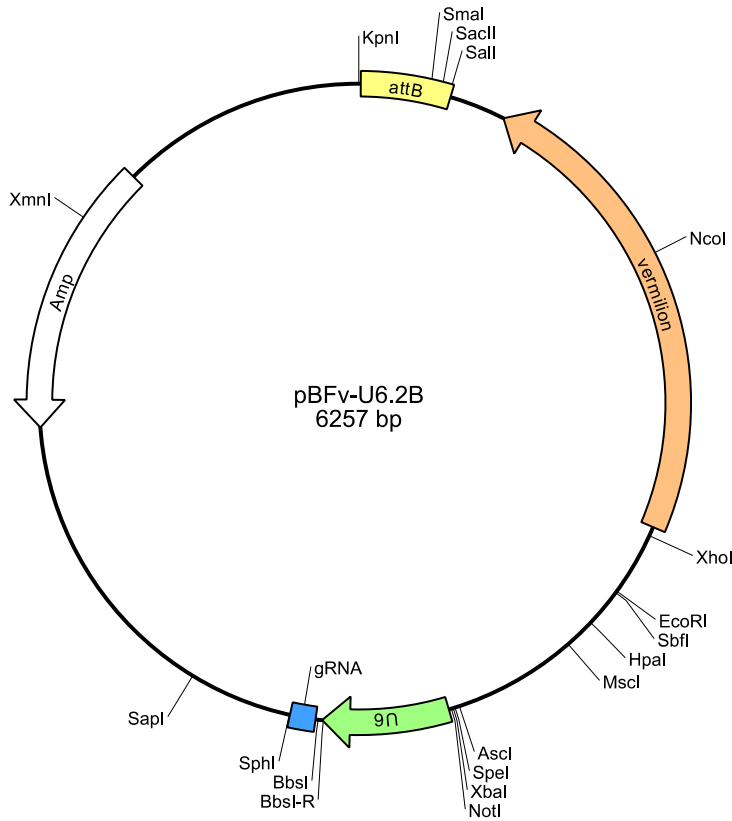 SmaI
SacII
SalI
KpnI
attB
XmnI
NcoI
vermilion
Amp
pBFv-U6.2B
6257 bp
XhoI
EcoRI
SbfI
HpaI
MscI
gRNA
U6
SapI
AscI
SphI
SpeI
BbsI
XbaI
BbsI-R
NotI